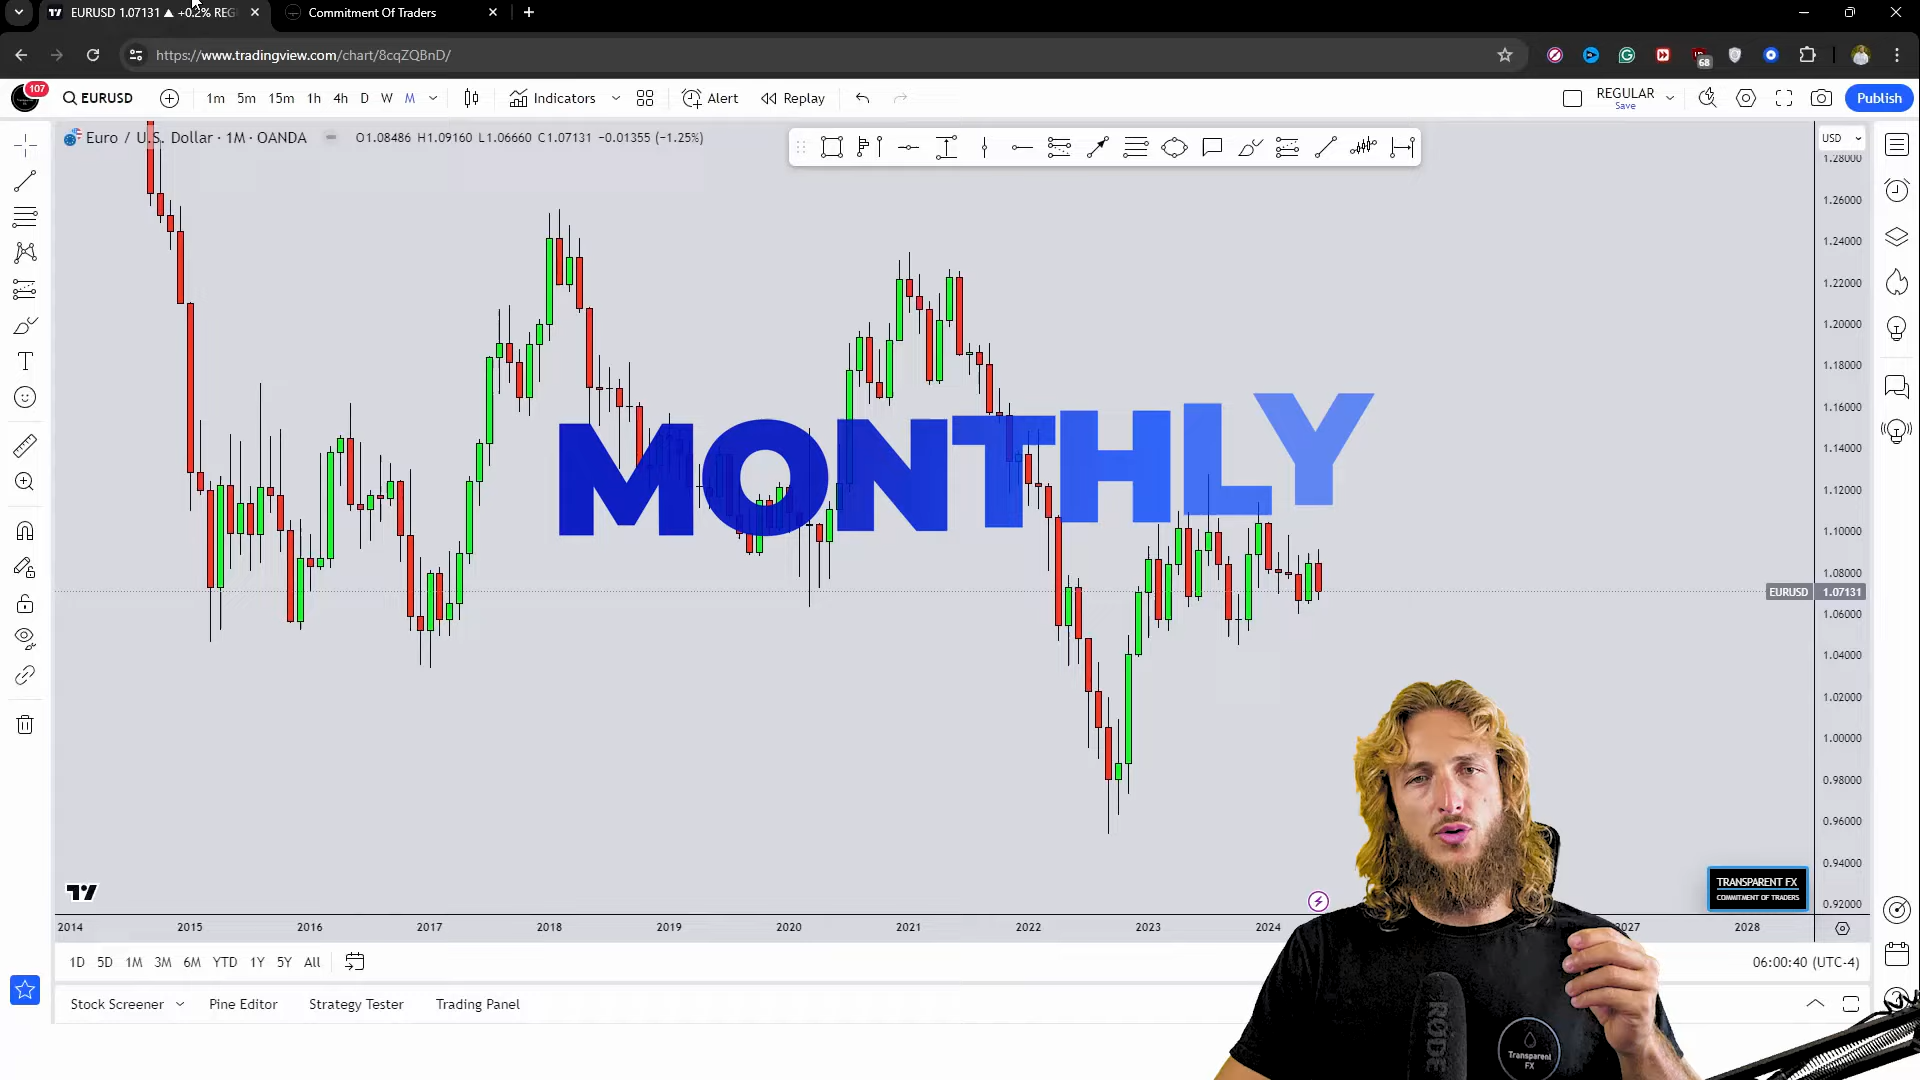 EURUSD 1.07131 ▲ +0.2% REG
Commitment Of Traders
https://www.tradingview.com/chart/8cqZQBnD/
68
107
EURUSD
1m 5m 15m 1h 4h D W M
Indicators
Alert
Replay
REGULAR
Save
Publish
Euro / U.S. Dollar · 1M · OANDA
O1.08486 H1.09160 L1.06660 C1.07131 −0.01355 (−1.25%)
USD
1.28000
1.26000
1.24000
1.22000
1.20000
1.18000
1.16000
1.14000
1.12000
1.10000
1.08000
EURUSD 1.07131
1.06000
1.04000
1.02000
1.00000
0.98000
0.96000
0.94000
0.92000
MONTHLY
TRANSPARENT FX
COMMITMENT OF TRADERS
2014 2015 2016 2017 2018 2019 2020 2021 2022 2023 2024 2027 2028
1D 5D 1M 3M 6M YTD 1Y 5Y All
06:00:40 (UTC-4)
Stock Screener
Pine Editor
Strategy Tester
Trading Panel
RØDE
Transparent
FX